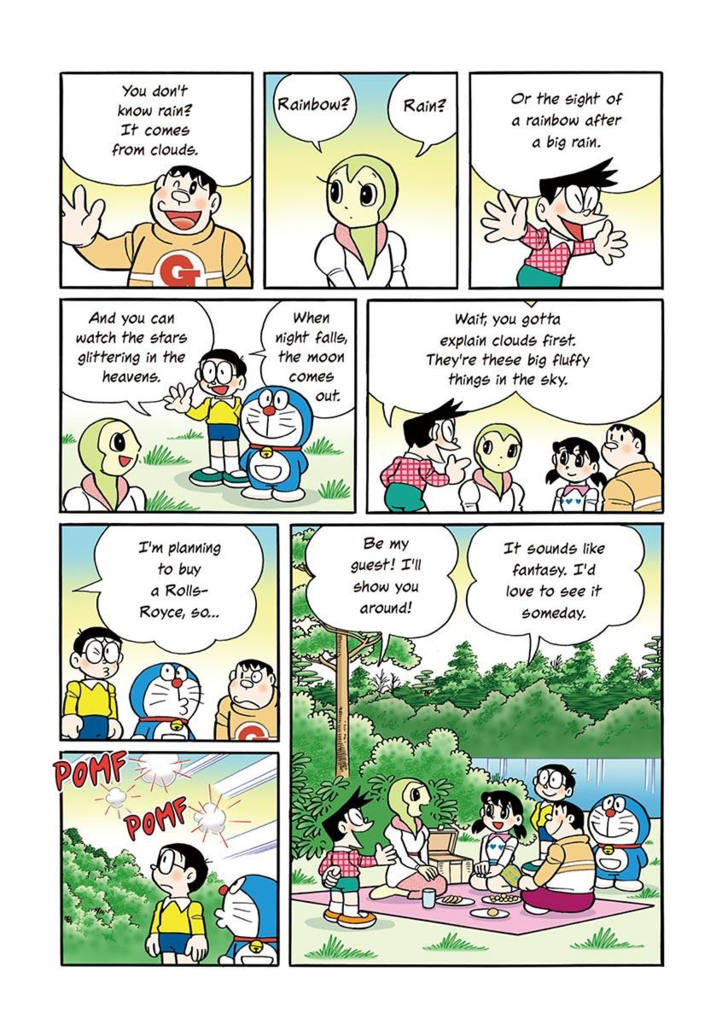 Or the sight of
a rainbow after
a big rain.
Rain?
Rainbow?
You don't
know rain?
It comes
from clouds.
G
Wait, you gotta
explain clouds first.
They're these big fluffy
things in the sky.
When
night falls,
the moon
comes
out.
And you can
watch the stars
glittering in the
heavens.
It sounds like
fantasy. I'd
love to see it
someday.
Be my
guest! I'll
show you
around!
I'm planning
to buy
a Rolls-
Royce, so...
G
POMF
POMF